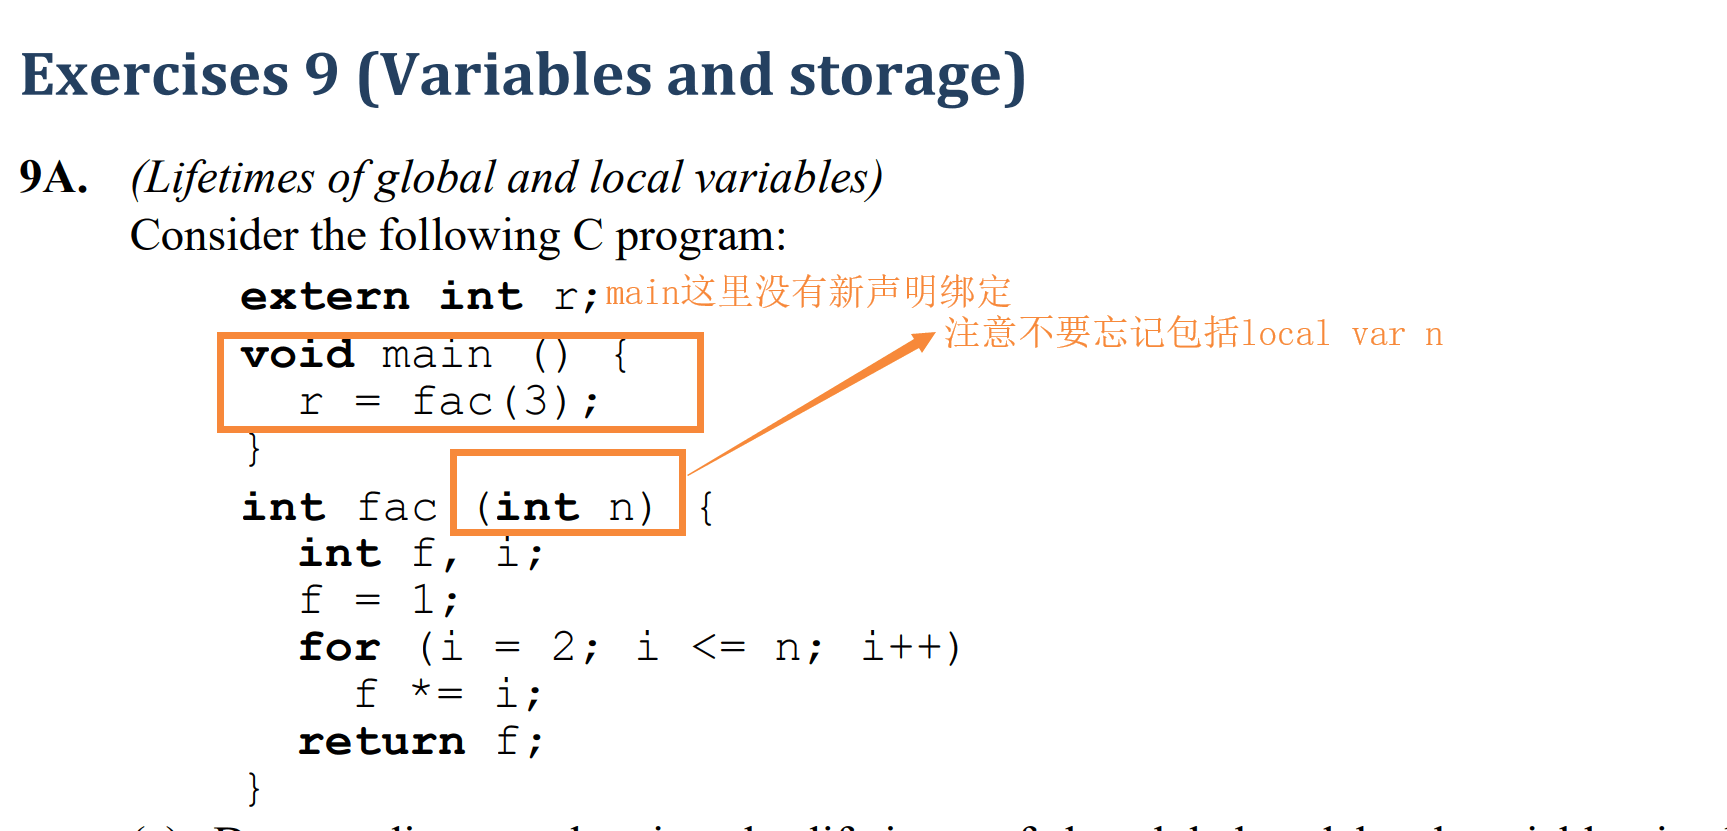 Exercises 9 (Variables and storage)
9A. (Lifetimes of global and local variables)
Consider the following C program:
extern int r; main这里没有新声明绑定
注意不要忘记包括local var n
void main () {
r = fac(3);
}
int fac (int n) {
int f, i;
f = 1;
for (i = 2; i <= n; i++)
f *= i;
return f;
}